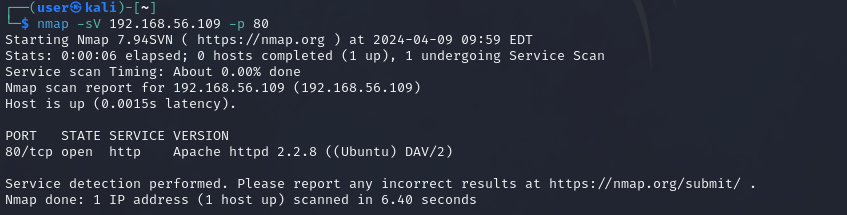 ┌──(user㉿kali)-[~]
└─$ nmap -sV 192.168.56.109 -p 80
Starting Nmap 7.94SVN ( https://nmap.org ) at 2024-04-09 09:59 EDT
Stats: 0:00:06 elapsed; 0 hosts completed (1 up), 1 undergoing Service Scan
Service scan Timing: About 0.00% done
Nmap scan report for 192.168.56.109 (192.168.56.109)
Host is up (0.0015s latency).
PORT   STATE SERVICE VERSION
80/tcp open  http    Apache httpd 2.2.8 ((Ubuntu) DAV/2)
Service detection performed. Please report any incorrect results at https://nmap.org/submit/ .
Nmap done: 1 IP address (1 host up) scanned in 6.40 seconds